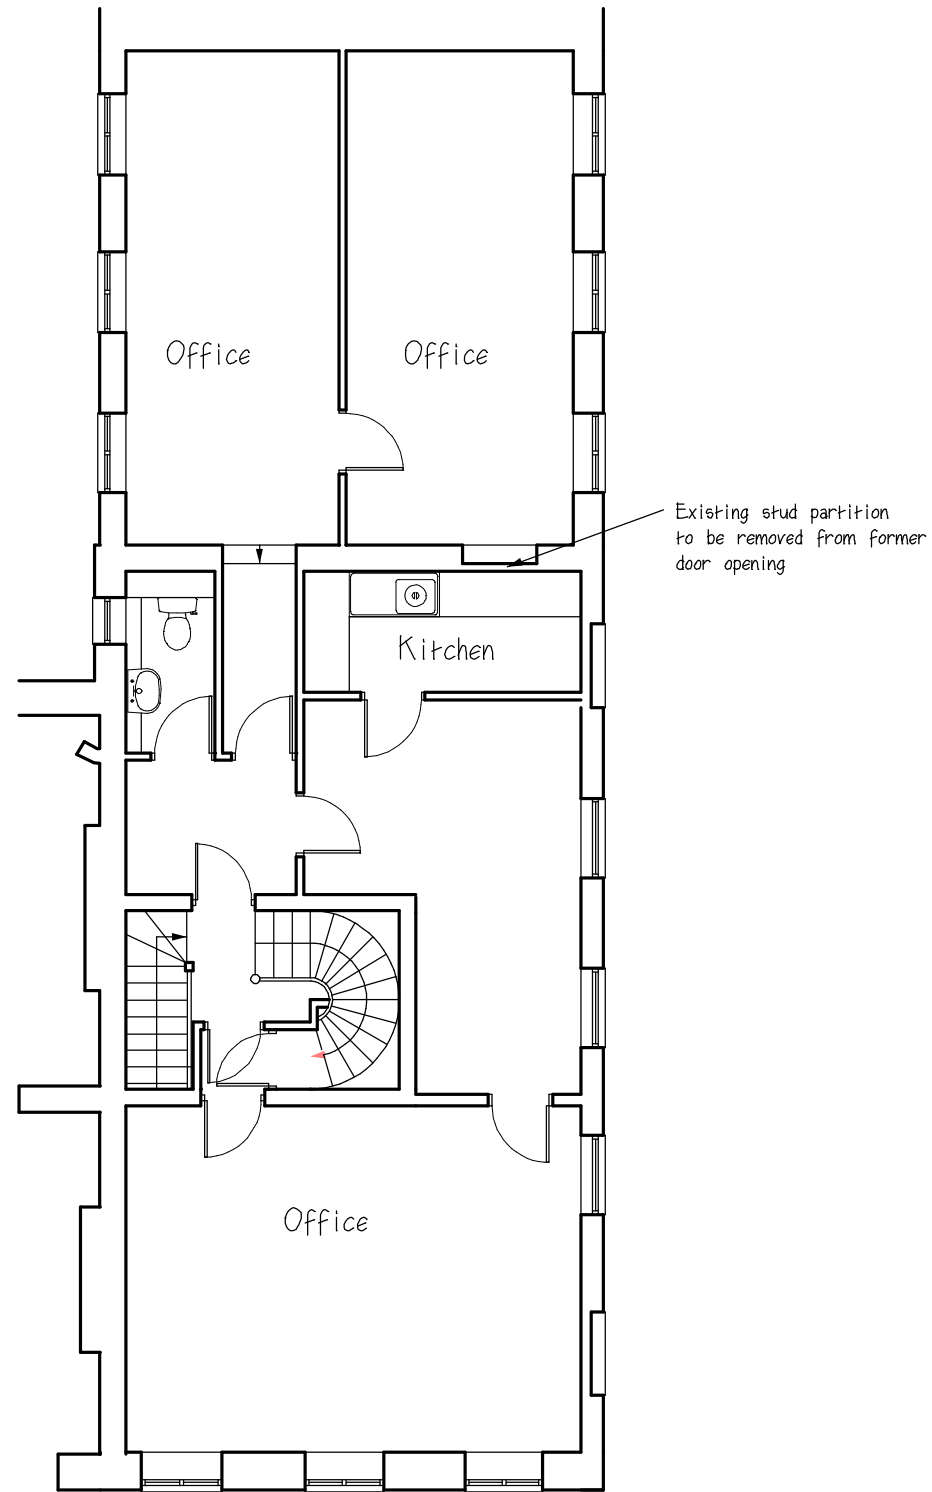 Office
Office
Existing stud partition
to be removed from former
door opening
Kitchen
Office